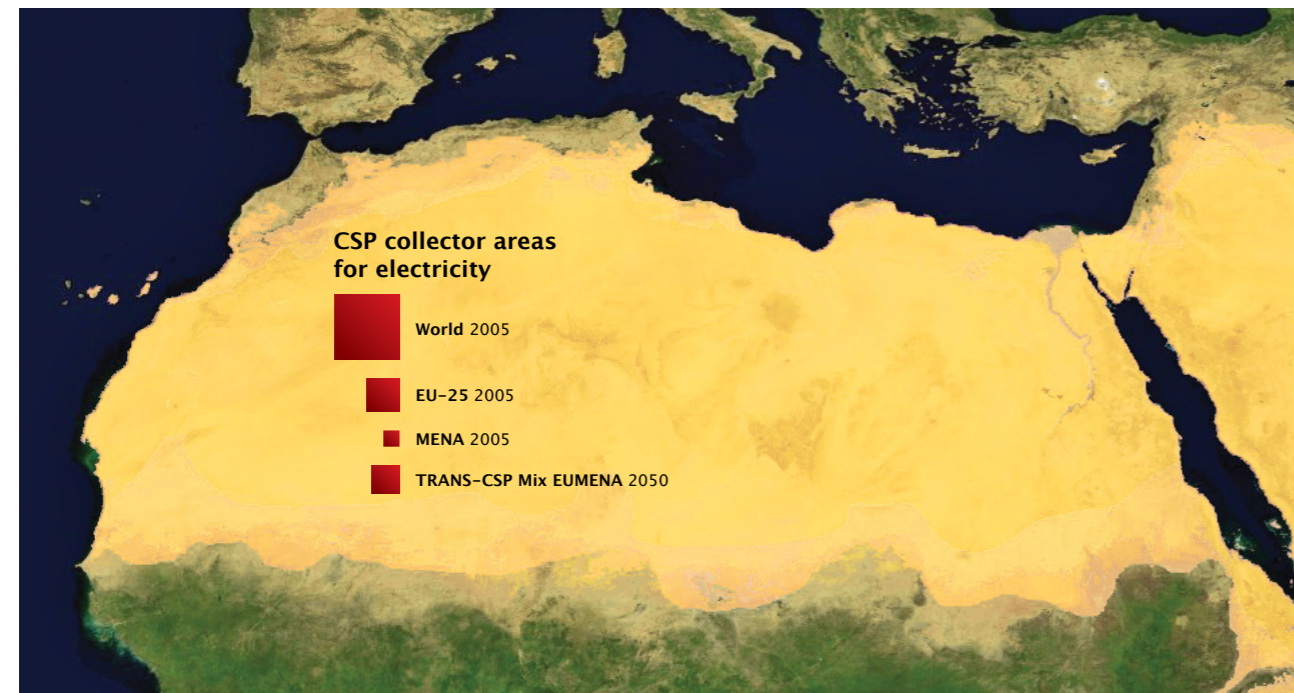 CSP collector areas
for electricity
World 2005
EU-25 2005
MENA 2005
TRANS-CSP Mix EUMENA 2050